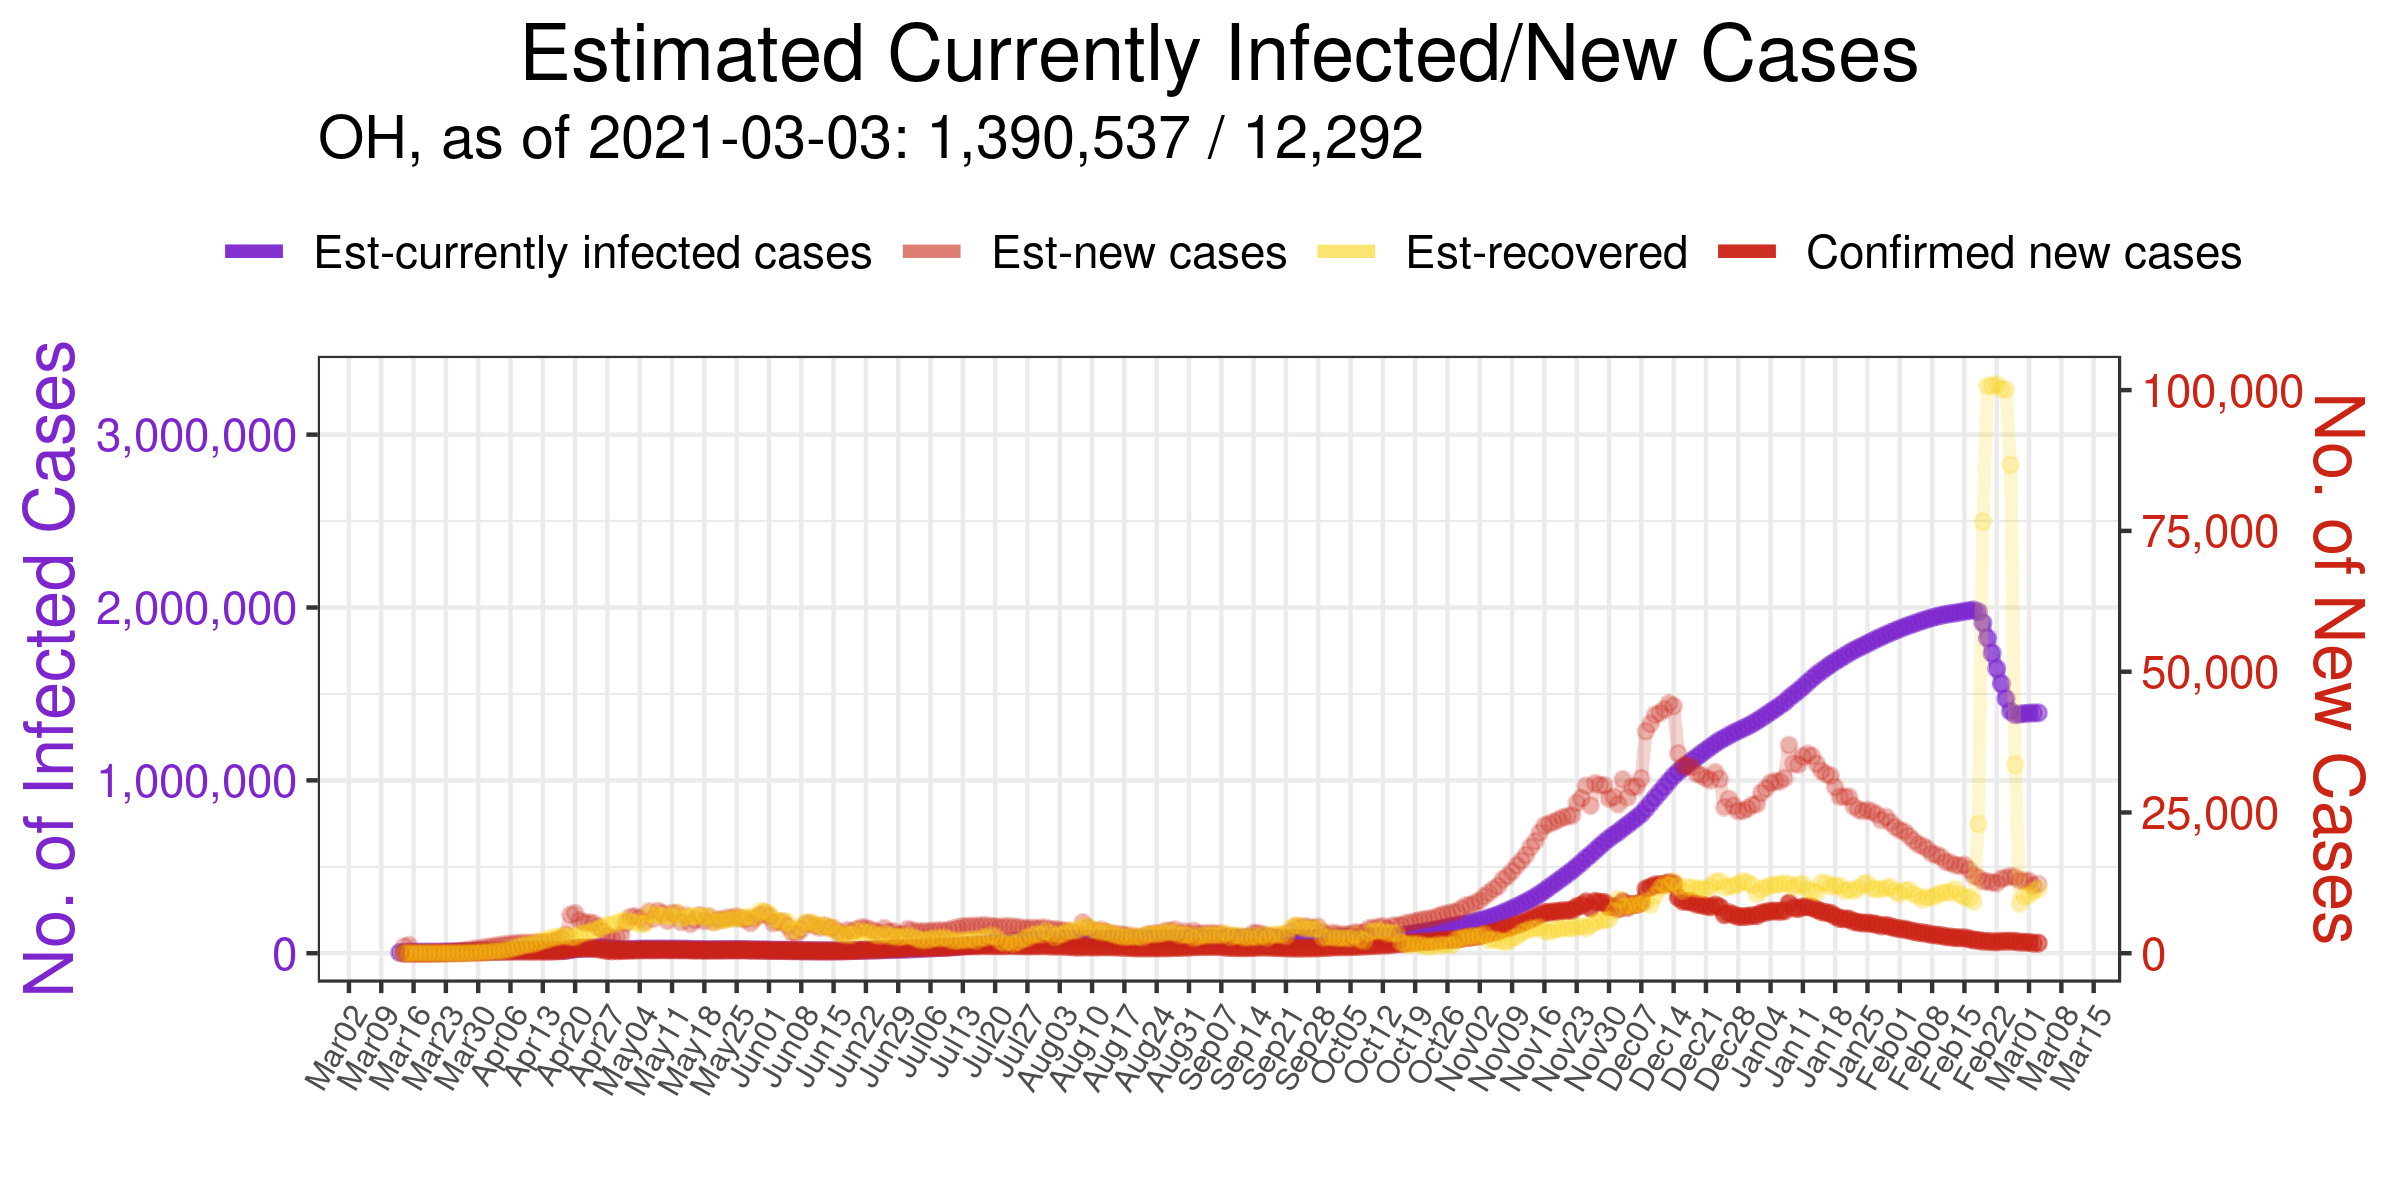 Estimated Currently Infected/New Cases
OH, as of 2021-03-03: 1,390,537 / 12,292
Est-currently infected cases Est-new cases Est-recovered Confirmed new cases
No. of Infected Cases
3,000,000
2,000,000
1,000,000
0
100,000
75,000
50,000
25,000
0
No. of New Cases
Mar02
Mar09
Mar16
Mar23
Mar30
Apr06
Apr13
Apr20
Apr27
May04
May11
May18
May25
Jun01
Jun08
Jun15
Jun22
Jun29
Jul06
Jul13
Jul20
Jul27
Aug03
Aug10
Aug17
Aug24
Aug31
Sep07
Sep14
Sep21
Sep28
Oct05
Oct12
Oct19
Oct26
Nov02
Nov09
Nov16
Nov23
Nov30
Dec07
Dec14
Dec21
Dec28
Jan04
Jan11
Jan18
Jan25
Feb01
Feb08
Feb15
Feb22
Mar01
Mar08
Mar15